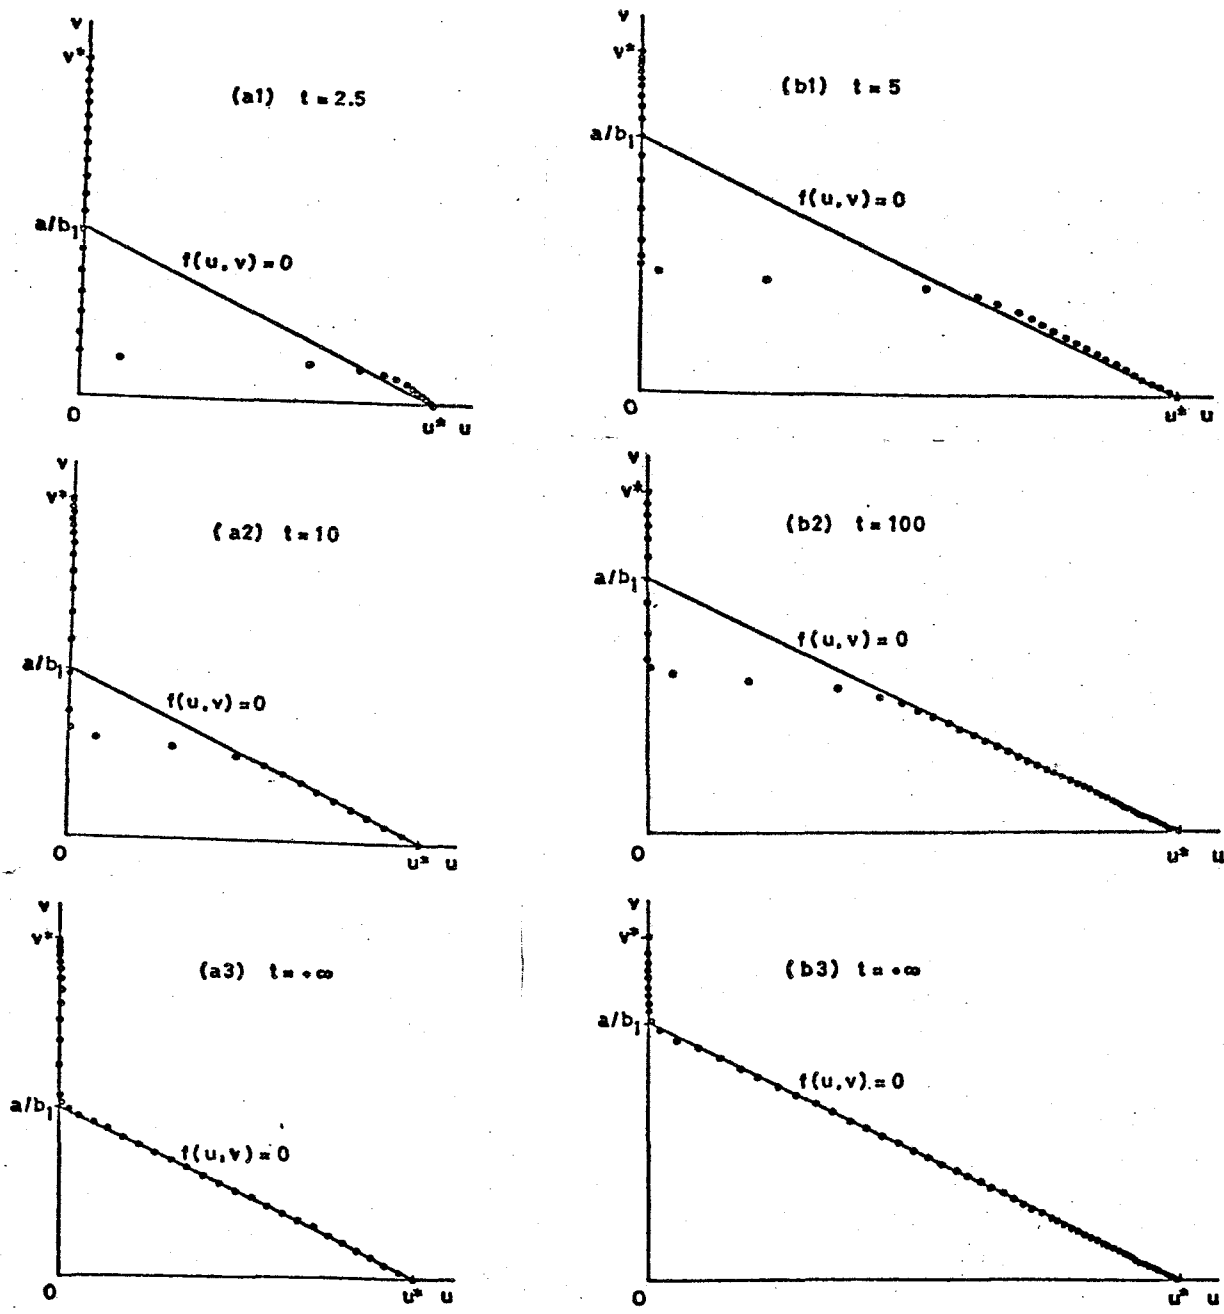 v
v*
(a1) t = 2.5
a/b1
f(u,v)=0
0
u* u
v
v*
(b1) t = 5
a/b1
f(u,v)=0
0
u* u
v
v*
(a2) t = 10
a/b1
f(u,v)=0
0
u* u
v
v*
(b2) t = 100
a/b1
f(u,v)=0
0
u* u
v
v*
(a3) t = +∞
a/b1
f(u,v)=0
0
u* u
v
v*
(b3) t = +∞
a/b1
f(u,v)=0
0
u* u